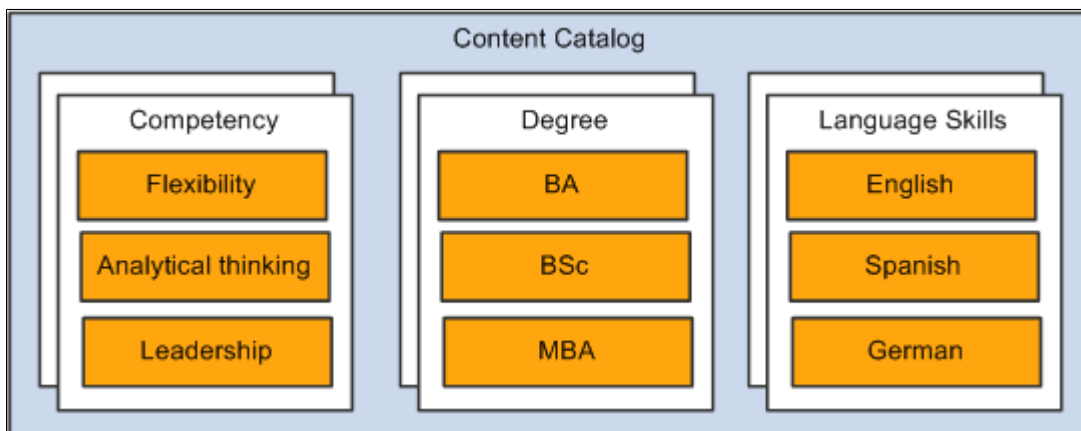 Content Catalog
Competency
Flexibility
Analytical thinking
Leadership
Degree
BA
BSc
MBA
Language Skills
English
Spanish
German